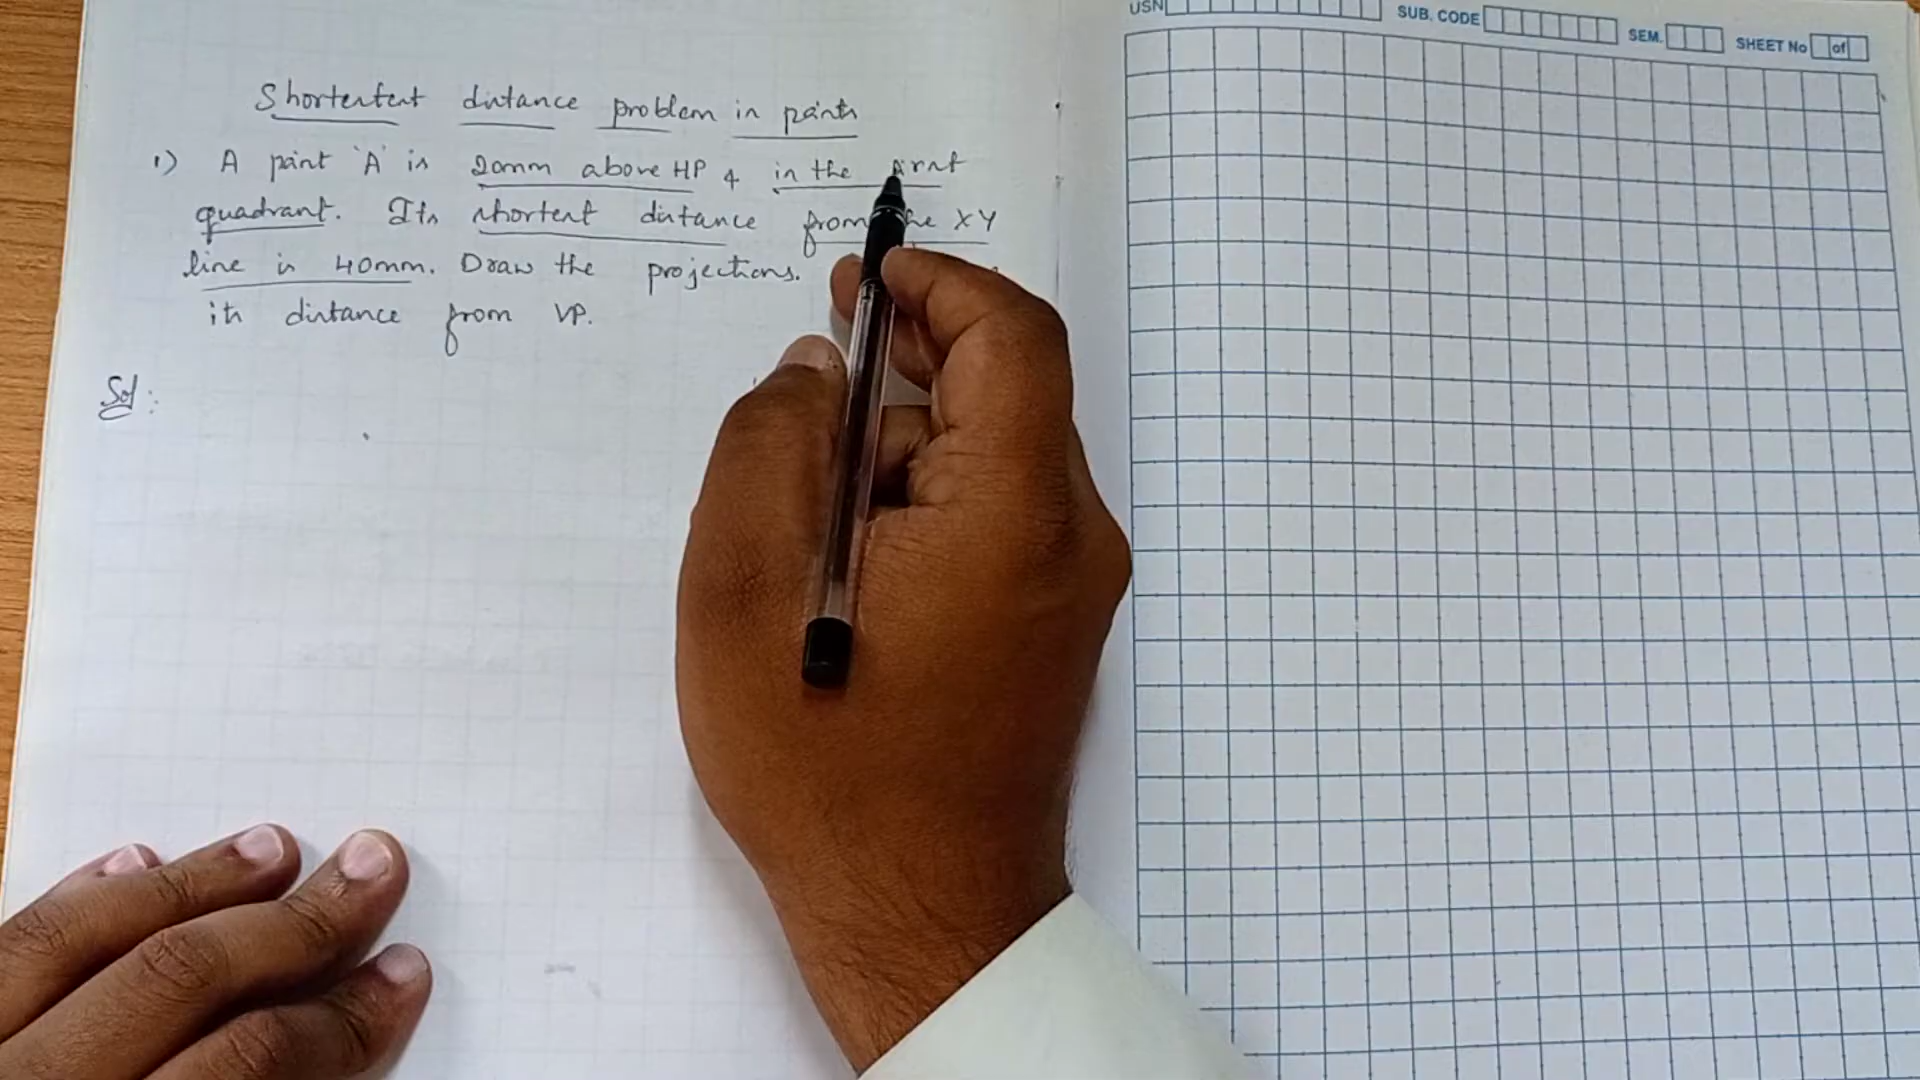 Shortestest distance problem in points
1) A point 'A' is 20mm above HP & in the first
quadrant. Its shortest distance from the XY
line is 40mm. Draw the projections.
its distance from VP.
Sol:
USN SUB. CODE SEM. SHEET No of